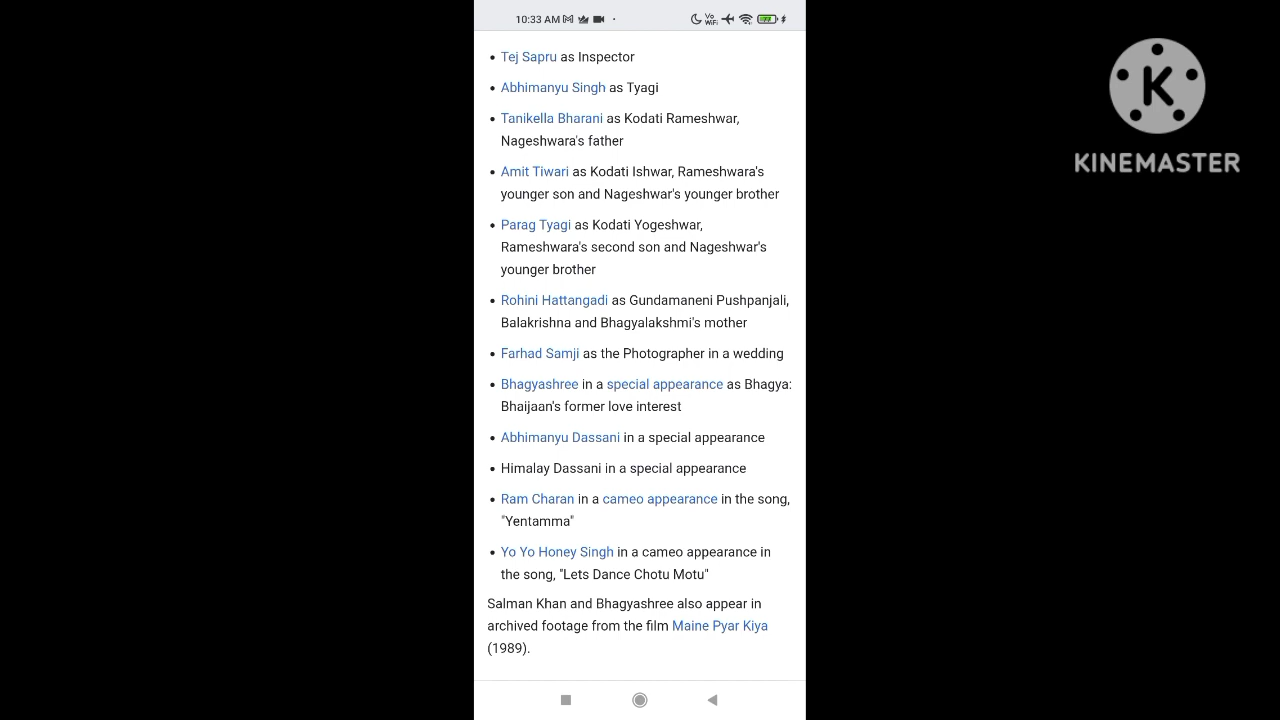 10:33 AM
Vo
WiFi
Tej Sapru as Inspector
Abhimanyu Singh as Tyagi
Tanikella Bharani as Kodati Rameshwar,
Nageshwara's father
Amit Tiwari as Kodati Ishwar, Rameshwara's
younger son and Nageshwar's younger brother
Parag Tyagi as Kodati Yogeshwar,
Rameshwara's second son and Nageshwar's
younger brother
Rohini Hattangadi as Gundamaneni Pushpanjali,
Balakrishna and Bhagyalakshmi's mother
Farhad Samji as the Photographer in a wedding
Bhagyashree in a special appearance as Bhagya:
Bhaijaan's former love interest
Abhimanyu Dassani in a special appearance
Himalay Dassani in a special appearance
Ram Charan in a cameo appearance in the song,
"Yentamma"
Yo Yo Honey Singh in a cameo appearance in
the song, "Lets Dance Chotu Motu"
Salman Khan and Bhagyashree also appear in
archived footage from the film Maine Pyar Kiya
(1989).
K
KINEMASTER